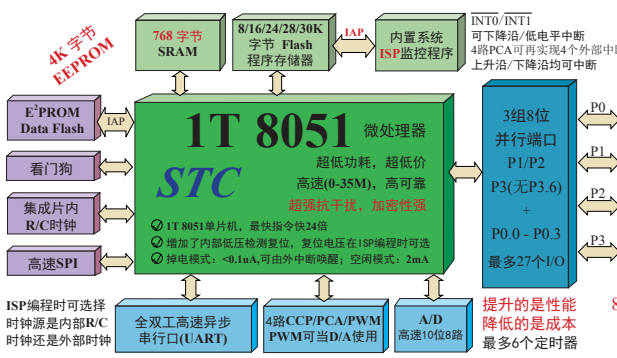 4K 字节
EEPROM
768 字节
SRAM
8/16/24/28/30K
字节 Flash
程序存储器
IAP
内置系统
ISP监控程序
INT0/INT1
可下降沿/低电平中断
4路PCA可再实现4个外部中断
上升沿/下降沿均可中断
E²PROM
Data Flash
IAP
看门狗
集成片内
R/C时钟
高速SPI
1T 8051 微处理器
STC
超低功耗，超低价
高速(0-35M)，高可靠
超强抗干扰，加密性强
1T 8051单片机，最快指令快24倍
增加了内部低压检测复位，复位电压在ISP编程时可选
掉电模式：<0.1uA,可由外中断唤醒；空闲模式：2mA
3组8位
并行端口
P1/P2
P3(无P3.6)
+
P0.0 - P0.3
最多27个I/O
P0
P1
P2
P3
ISP编程时可选择
时钟源是内部R/C
时钟还是外部时钟
全双工高速异步
串行口(UART)
4路CCP/PCA/PWM
PWM可当D/A使用
A/D
高速10位8路
提升的是性能
降低的是成本
最多6个定时器
8